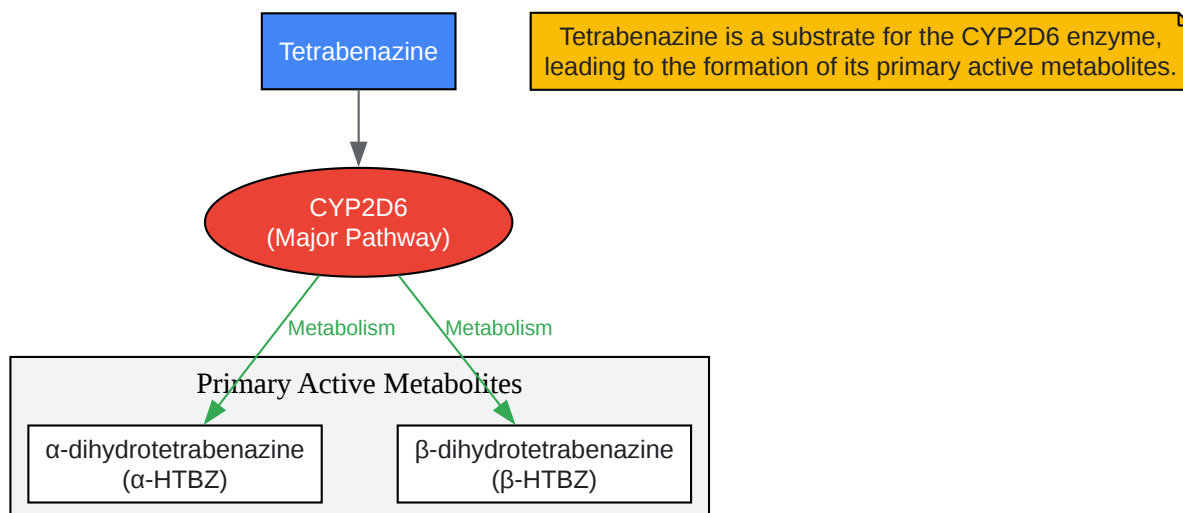 Tetrabenazine
Tetrabenazine is a substrate for the CYP2D6 enzyme,
leading to the formation of its primary active metabolites.
CYP2D6
(Major Pathway)
Metabolism
Metabolism
Primary Active Metabolites
α-dihydrotetrabenazine
(α-HTBZ)
β-dihydrotetrabenazine
(β-HTBZ)